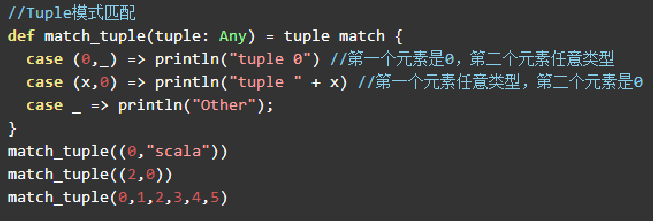 //Tuple模式匹配
def match_tuple(tuple: Any) = tuple match {
  case (0,_) => println("tuple 0") //第一个元素是0，第二个元素任意类型
  case (x,0) => println("tuple " + x) //第一个元素任意类型，第二个元素是0
  case _ => println("Other");
}
match_tuple((0,"scala"))
match_tuple((2,0))
match_tuple(0,1,2,3,4,5)